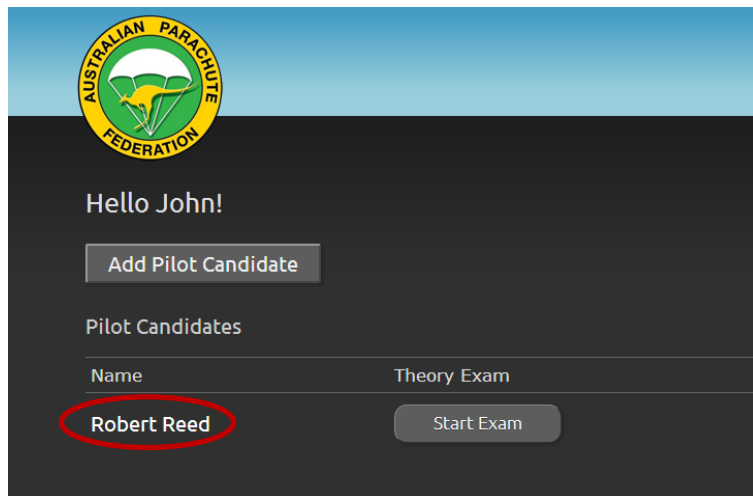 AUSTRALIAN PARACHUTE
FEDERATION
Hello John!
Add Pilot Candidate
Pilot Candidates
Name Theory Exam
Robert Reed Start Exam